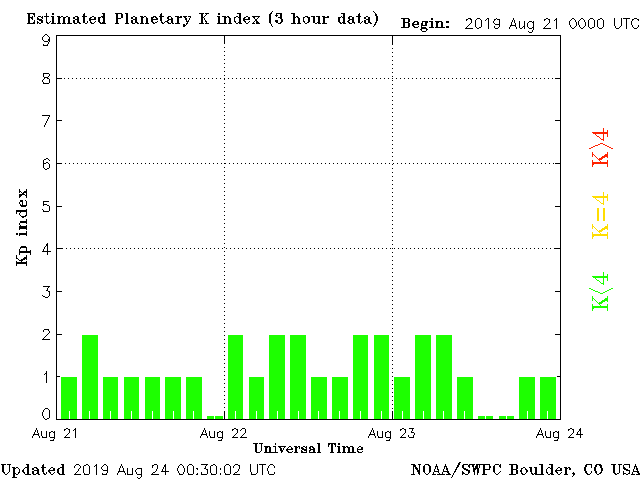 Estimated Planetary K index (3 hour data)
Begin: 2019 Aug 21 0000 UTC
9
8
7
6
5
4
3
2
1
0
Kp index
K>4
K=4
K<4
Aug 21
Aug 22
Aug 23
Aug 24
Universal Time
Updated 2019 Aug 24 00:30:02 UTC
NOAA/SWPC Boulder, CO USA